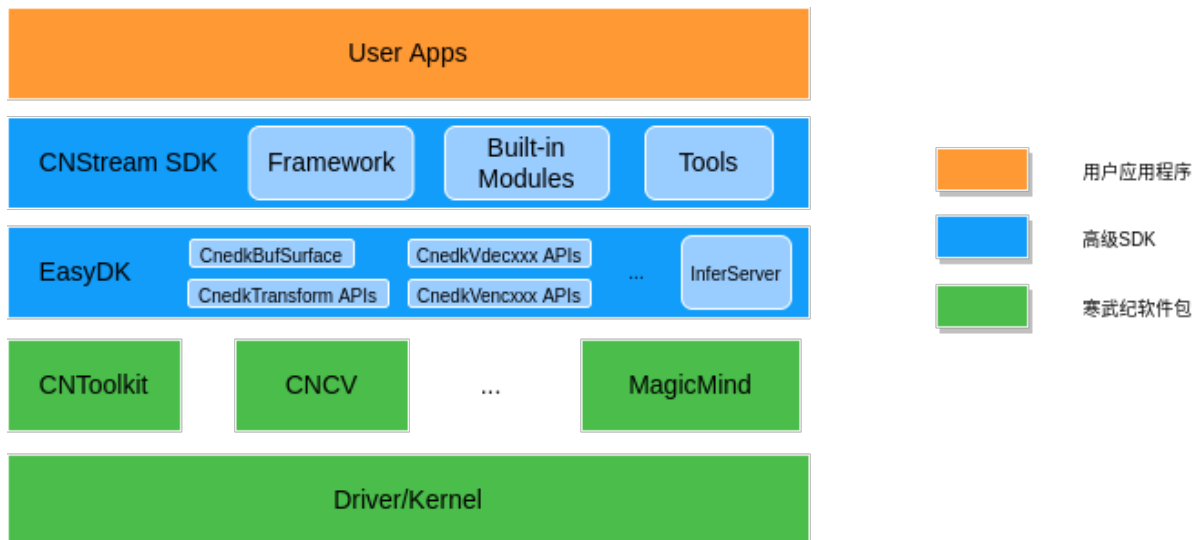 User Apps
CNStream SDK
Framework
Built-in
Modules
Tools
EasyDK
CnedkBufSurface
CnedkVdecxxx APIs
CnedkTransform APIs
CnedkVencxxx APIs
...
InferServer
CNToolkit
CNCV
...
MagicMind
Driver/Kernel
用户应用程序
高级SDK
寒武纪软件包